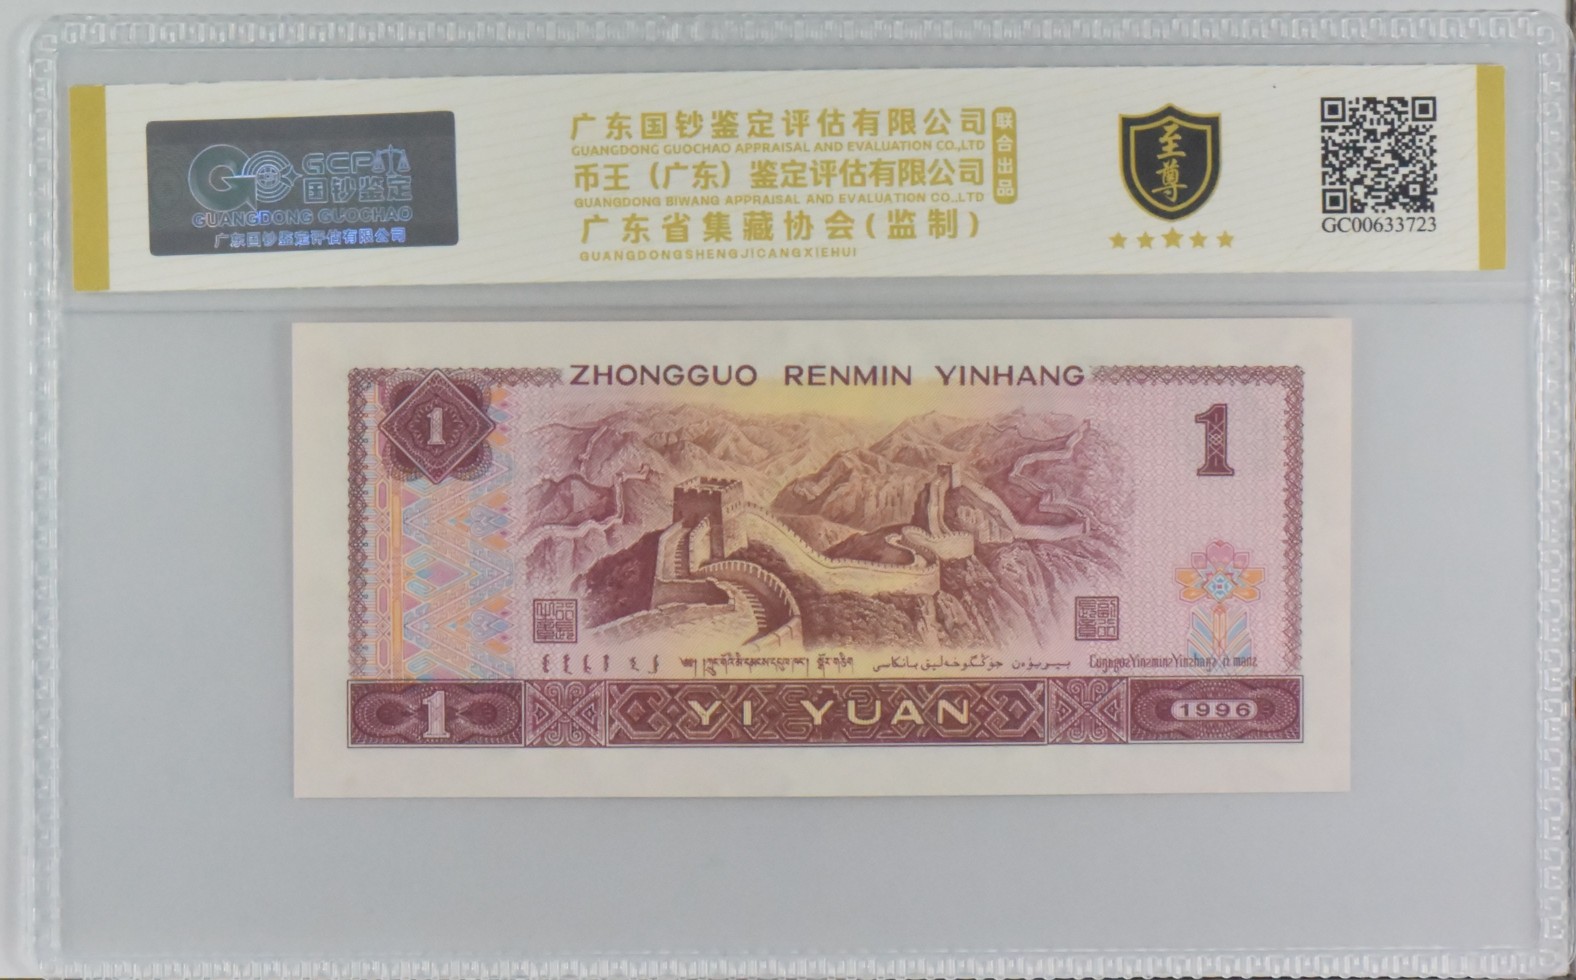 GCP
国钞鉴定
GUANGDONG GUOCHAO
广东国钞鉴定评估有限公司
广东国钞鉴定评估有限公司
GUANGDONG GUOCHAO APPRAISAL AND EVALUATION CO.,LTD
币王（广东）鉴定评估有限公司
GUANGDONG BIWANG APPRAISAL AND EVALUATION CO.,LTD
广东省集藏协会(监制)
GUANGDONGSHENGJICANGXIEHUI
联合出品
至尊
GC00633723
ZHONGGUO RENMIN YINHANG
1
1
1
YI YUAN
1996